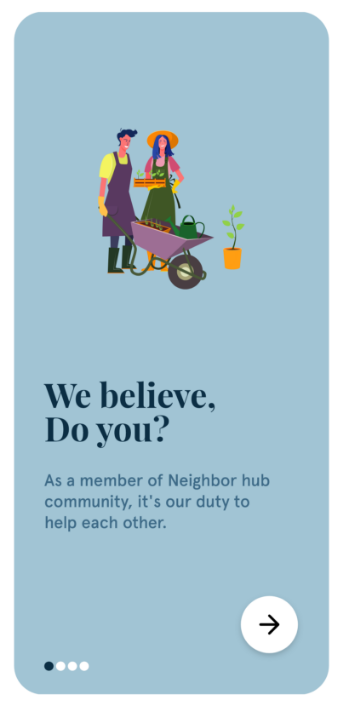 We believe,
Do you?
As a member of Neighbor hub
community, it's our duty to
help each other.